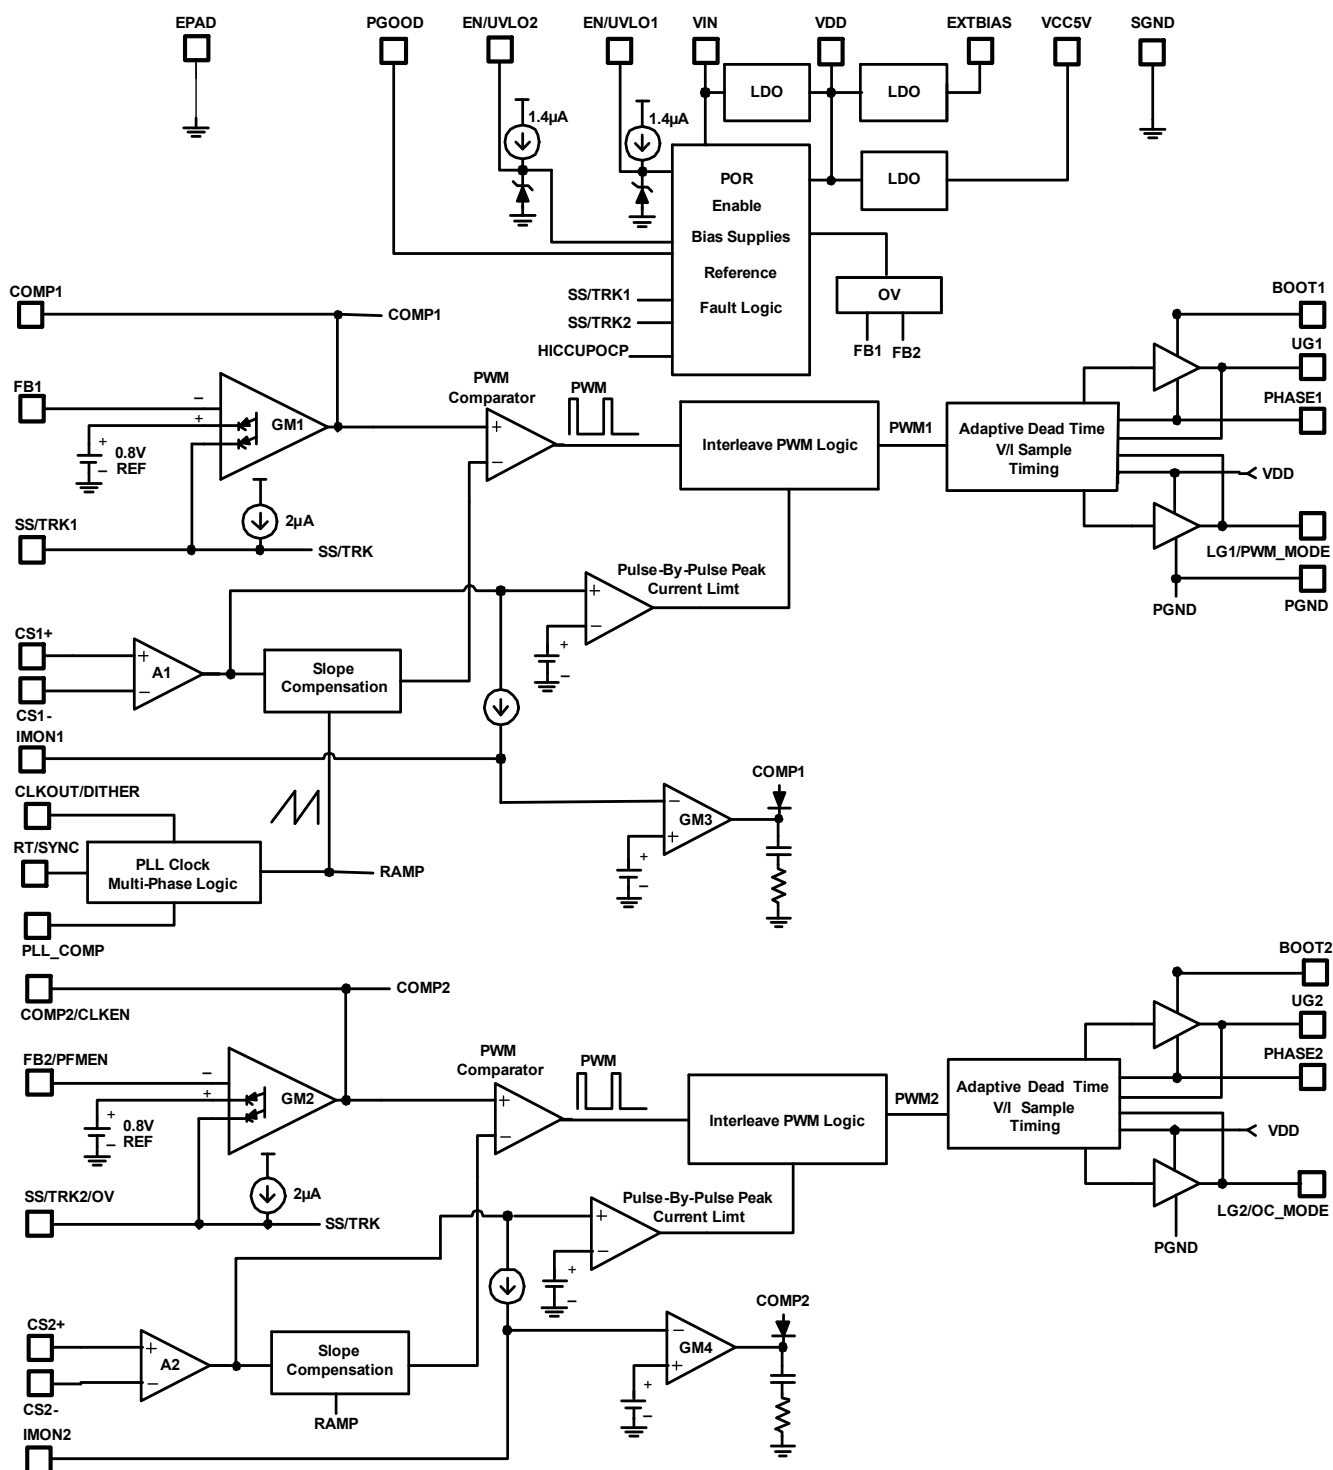 EPAD
PGOOD
EN/UVLO2
EN/UVLO1
VIN
VDD
EXTBIAS
VCC5V
SGND
1.4µA
1.4µA
LDO
LDO
LDO
POR
Enable
Bias Supplies
Reference
Fault Logic
SS/TRK1
SS/TRK2
HICCUPOCP
OV
FB1
FB2
COMP1
COMP1
FB1
−
+
GM1
+
−
0.8V
REF
SS/TRK1
2µA
SS/TRK
PWM
Comparator
+
−
PWM
Interleave PWM Logic
PWM1
Adaptive Dead Time
V/I Sample
Timing
BOOT1
UG1
PHASE1
VDD
LG1/PWM_MODE
PGND
PGND
Pulse-By-Pulse Peak
Current Limt
+
−
+
−
CS1+
CS1-
+
−
A1
Slope
Compensation
IMON1
CLKOUT/DITHER
RT/SYNC
PLL Clock
Multi-Phase Logic
RAMP
PLL_COMP
COMP1
−
+
GM3
+
−
COMP2/CLKEN
COMP2
FB2/PFMEN
−
+
GM2
+
−
0.8V
REF
SS/TRK2/OV
2µA
SS/TRK
PWM
Comparator
+
−
PWM
Interleave PWM Logic
PWM2
Adaptive Dead Time
V/I Sample
Timing
BOOT2
UG2
PHASE2
VDD
LG2/OC_MODE
PGND
Pulse-By-Pulse Peak
Current Limt
+
−
+
−
CS2+
CS2-
+
−
A2
Slope
Compensation
RAMP
COMP2
−
+
GM4
+
−
IMON2